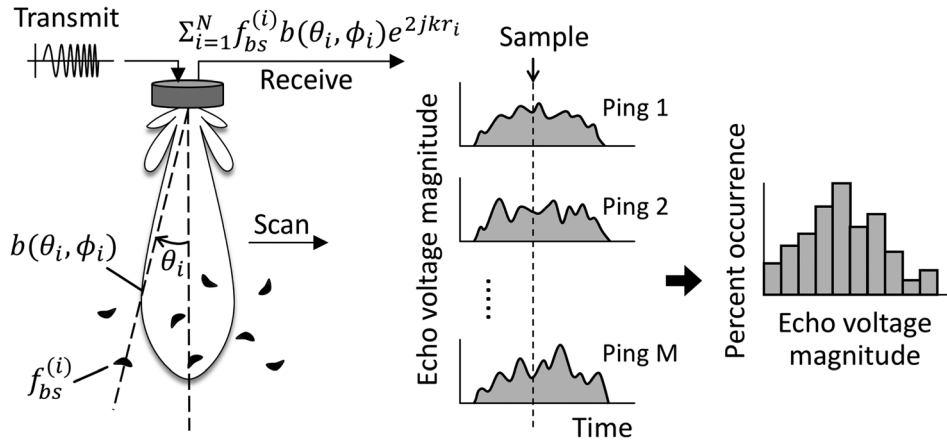 Transmit
Σ_{i=1}^{N} f_{bs}^{(i)} b(θ_i, ϕ_i) e^{2jkr_i}
Receive
Scan
b(θ_i, ϕ_i)
θ_i
f_{bs}^{(i)}
Sample
Echo voltage magnitude
Ping 1
Ping 2
Ping M
Time
Percent occurrence
Echo voltage
magnitude